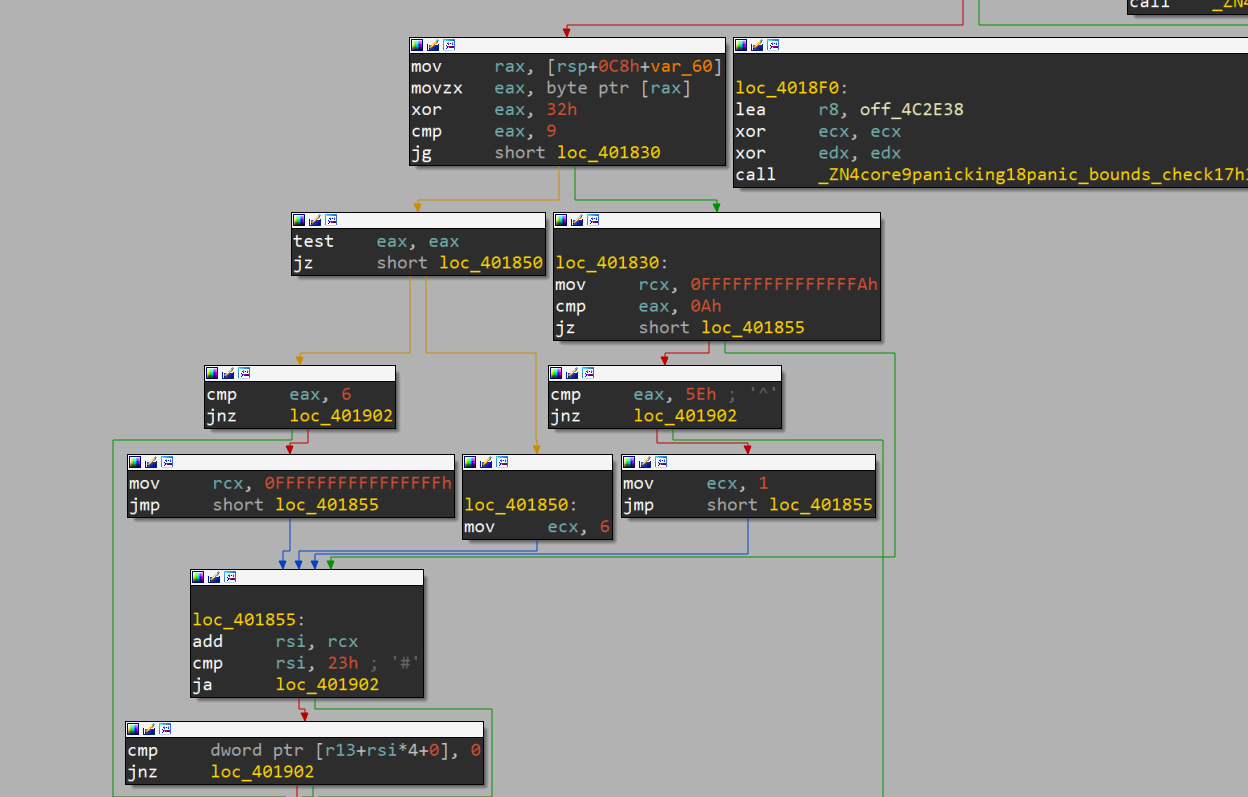 call _ZN4
mov rax, [rsp+0C8h+var_60]
movzx eax, byte ptr [rax]
xor eax, 32h
cmp eax, 9
jg short loc_401830
loc_4018F0:
lea r8, off_4C2E38
xor ecx, ecx
xor edx, edx
call _ZN4core9panicking18panic_bounds_check17h
test eax, eax
jz short loc_401850
loc_401830:
mov rcx, 0FFFFFFFFFFFFFFFAh
cmp eax, 0Ah
jz short loc_401855
cmp eax, 6
jnz loc_401902
cmp eax, 5Eh ; '^'
jnz loc_401902
mov rcx, 0FFFFFFFFFFFFFFFFh
jmp short loc_401855
loc_401850:
mov ecx, 6
mov ecx, 1
jmp short loc_401855
loc_401855:
add rsi, rcx
cmp rsi, 23h ; '#'
ja loc_401902
cmp dword ptr [r13+rsi*4+0], 0
jnz loc_401902